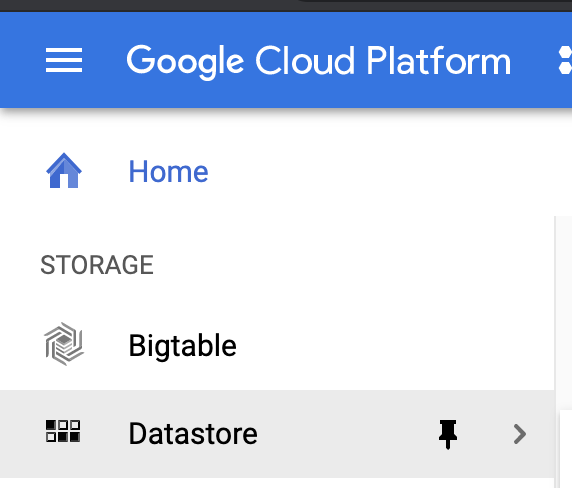 Google Cloud Platform
Home
STORAGE
Bigtable
Datastore